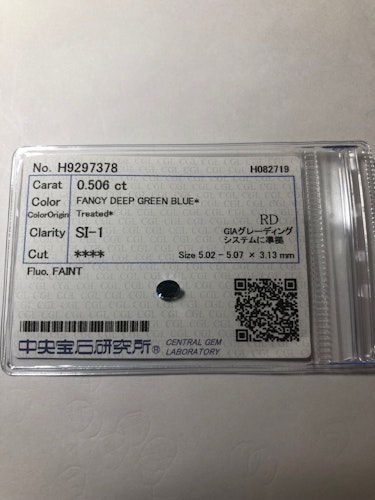 No. H9297378 H082719
Carat 0.506 ct
Color FANCY DEEP GREEN BLUE*
ColorOrigin Treated*
RD
Clarity SI-1 GIAグレーディング
システムに準拠
Cut **** Size 5.02 - 5.07 × 3.13 mm
Fluo. FAINT
中央宝石研究所® CENTRAL GEM
LABORATORY